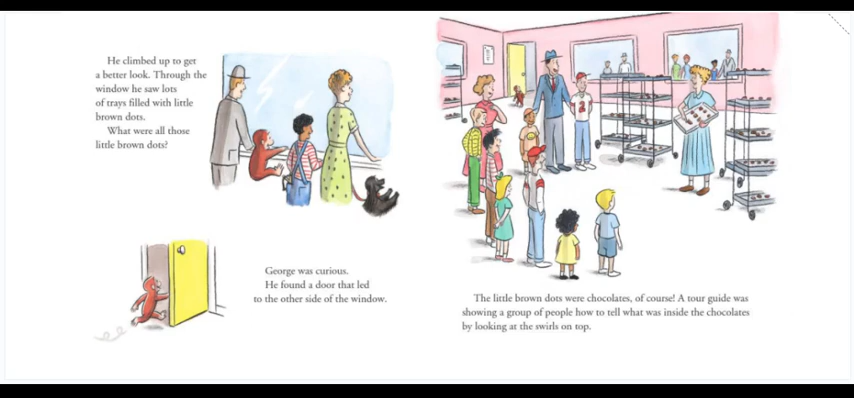 He climbed up to get
a better look. Through the
window he saw lots
of trays filled with little
brown dots.
What were all those
little brown dots?
George was curious.
He found a door that led
to the other side of the window.
The little brown dots were chocolates, of course! A tour guide was
showing a group of people how to tell what was inside the chocolates
by looking at the swirls on top.